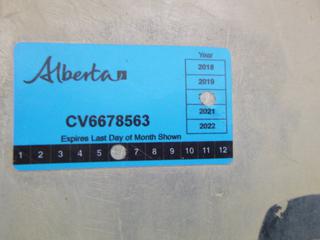 Alberta
Year
2018
2019
2021
2022
CV6678563
Expires Last Day of Month Shown
1 2 3 4 5 7 8 9 10 11 12